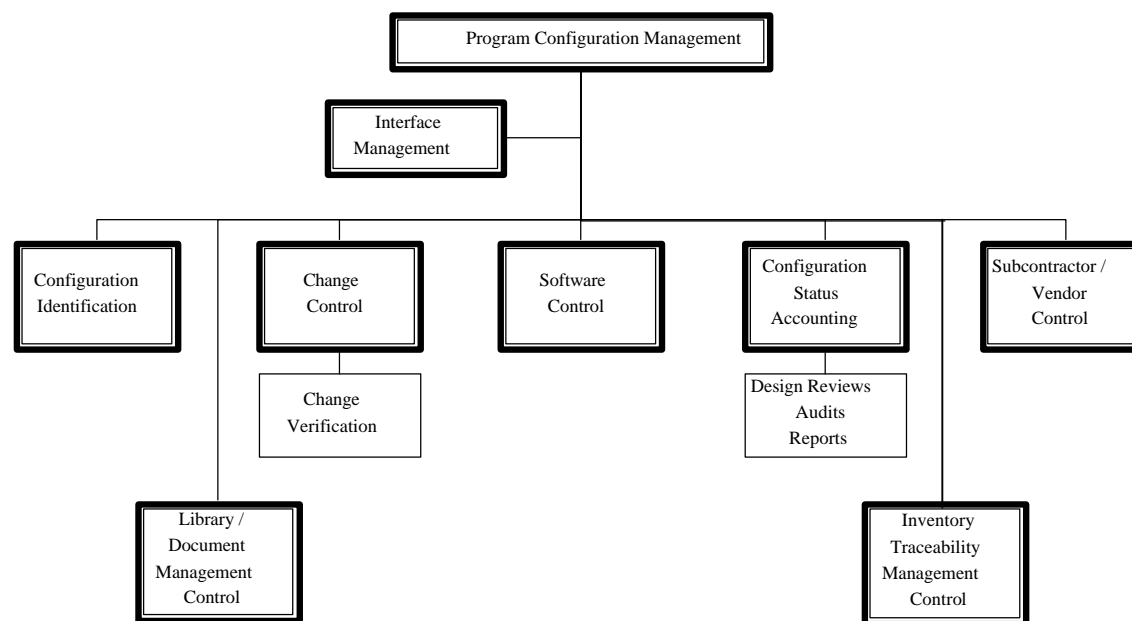 Program Configuration Management
Interface
Management
Configuration
Identification
Change
Control
Software
Control
Configuration
Status
Accounting
Subcontractor /
Vendor
Control
Change
Verification
Design Reviews
Audits
Reports
Library /
Document
Management
Control
Inventory
Traceability
Management
Control